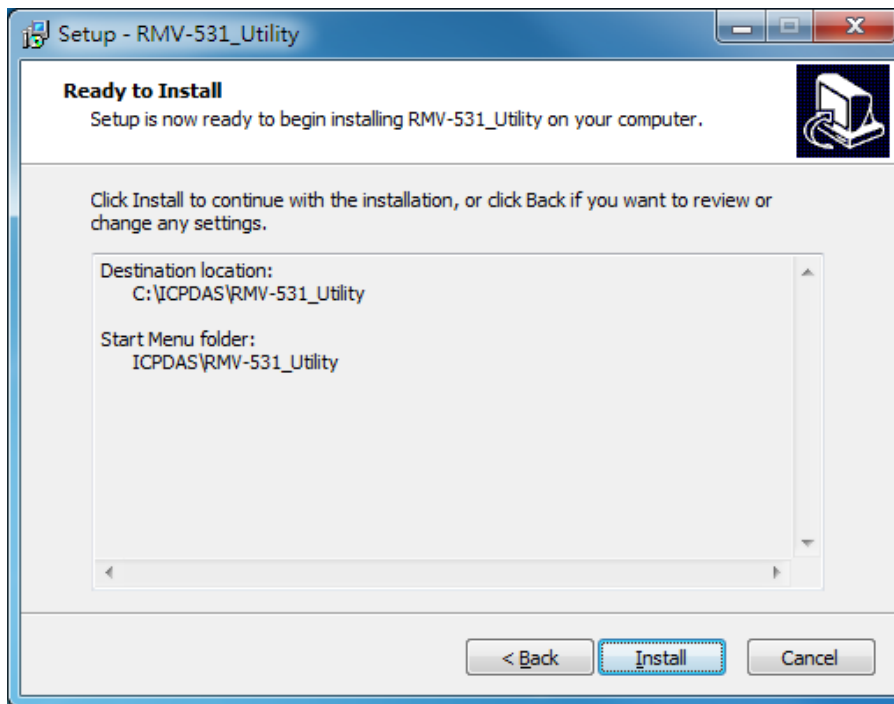 Setup - RMV-531_Utility
Ready to Install
Setup is now ready to begin installing RMV-531_Utility on your computer.
Click Install to continue with the installation, or click Back if you want to review or
change any settings.
Destination location:
C:\ICPDAS\RMV-531_Utility
Start Menu folder:
ICPDAS\RMV-531_Utility
< Back
Install
Cancel